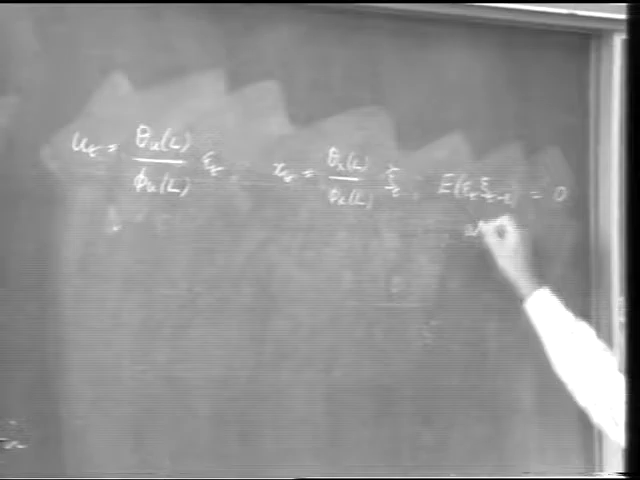 u_t = θ_u(L) / φ_u(L) ε_t , x_t = θ_x(L) / φ_x(L) ξ_t , E(ε_t ξ_{t-i}) = 0